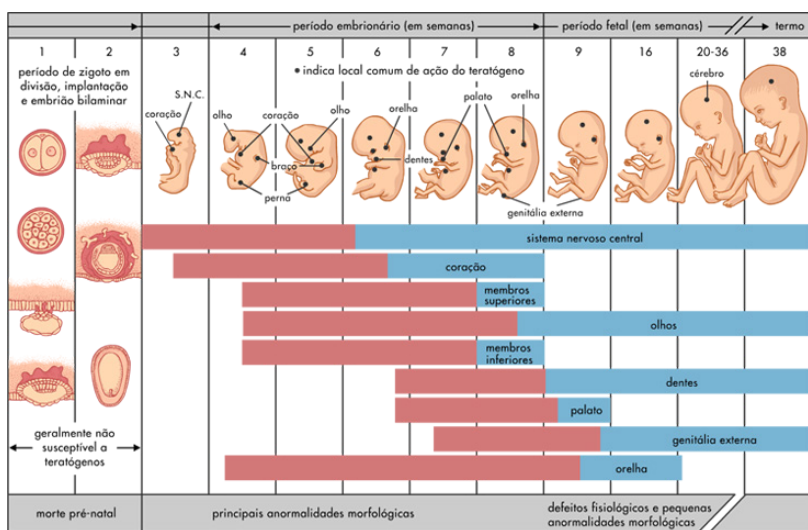 período embrionário (em semanas)
período fetal (em semanas)
termo
1
2
3
4
5
6
7
8
9
16
20-36
38
período de zigoto em
divisão, implantação
e embrião bilaminar
• indica local comum de ação do teratógeno
S.N.C.
coração
olho
coração
olho
orelha
palato
orelha
cérebro
braço
dentes
perna
genitália externa
sistema nervoso central
coração
membros
superiores
olhos
membros
inferiores
dentes
palato
genitália externa
orelha
geralmente não
susceptível a
teratógenos
morte pré-natal
principais anormalidades morfológicas
defeitos fisiológicos e pequenas
anormalidades morfológicas